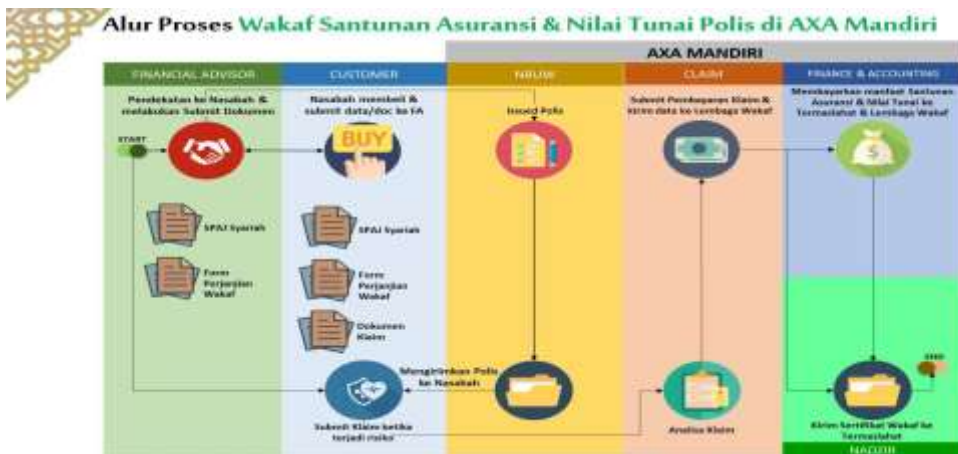 Alur Proses Wakaf Santunan Asuransi & Nilai Tunai Polis di AXA Mandiri
AXA MANDIRI
FINANCIAL ADVISOR
CUSTOMER
NBUW
CLAIM
FINANCE & ACCOUNTING
Pendekatan ke Nasabah &
melakukan Submit Dokumen
Nasabah membeli &
submit data/doc ke FA
Issued Polis
Submit Pembayaran Klaim &
kirim data ke Lembaga Wakaf
Membayarkan manfaat Santunan
Asuransi & Nilai Tunai ke
Termaslahat & Lembaga Wakaf
START
BUY
SPAJ Syariah
Form
Perjanjian
Wakaf
SPAJ Syariah
Form
Perjanjian
Wakaf
Dokumen
Klaim
Mengirimkan Polis
ke Nasabah
END
Submit Klaim ketika
terjadi risiko
Analisa Klaim
Kirim Sertifikat Wakaf ke
Termaslahat
NADZIR